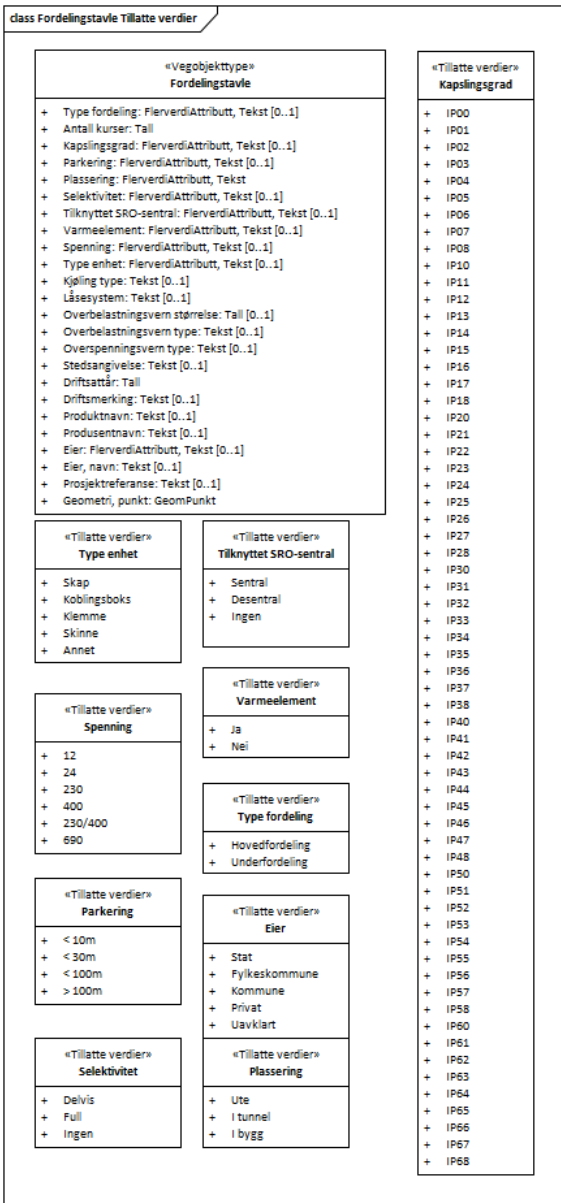 class Fordelingstavle Tillatte verdier
«Vegobjekttype»
Fordelingstavle
+ Type fordeling: FlerverdiAttributt, Tekst [0..1]
+ Antall kurser: Tall
+ Kapslingsgrad: FlerverdiAttributt, Tekst [0..1]
+ Parkering: FlerverdiAttributt, Tekst [0..1]
+ Plassering: FlerverdiAttributt, Tekst
+ Selektivitet: FlerverdiAttributt, Tekst [0..1]
+ Tilknyttet SRO-sentral: FlerverdiAttributt, Tekst [0..1]
+ Varmeelement: FlerverdiAttributt, Tekst [0..1]
+ Spenning: FlerverdiAttributt, Tekst [0..1]
+ Type enhet: FlerverdiAttributt, Tekst [0..1]
+ Kjøling type: Tekst [0..1]
+ Låsesystem: Tekst [0..1]
+ Overbelastningsvern størrelse: Tall [0..1]
+ Overbelastningsvern type: Tekst [0..1]
+ Overspenningsvern type: Tekst [0..1]
+ Stedsangivelse: Tekst [0..1]
+ Driftsattår: Tall
+ Driftsmerking: Tekst [0..1]
+ Produktnavn: Tekst [0..1]
+ Produsentnavn: Tekst [0..1]
+ Eier: FlerverdiAttributt, Tekst [0..1]
+ Eier, navn: Tekst [0..1]
+ Prosjektreferanse: Tekst [0..1]
+ Geometri, punkt: GeomPunkt
«Tillatte verdier»
Type enhet
+ Skap
+ Koblingsboks
+ Klemme
+ Skinne
+ Annet
«Tillatte verdier»
Tilknyttet SRO-sentral
+ Sentral
+ Desentral
+ Ingen
«Tillatte verdier»
Spenning
+ 12
+ 24
+ 230
+ 400
+ 230/400
+ 690
«Tillatte verdier»
Varmeelement
+ Ja
+ Nei
«Tillatte verdier»
Type fordeling
+ Hovedfordeling
+ Underfordeling
«Tillatte verdier»
Parkering
+ < 10m
+ < 30m
+ < 100m
+ > 100m
«Tillatte verdier»
Eier
+ Stat
+ Fylkeskommune
+ Kommune
+ Privat
+ Uavklart
«Tillatte verdier»
Selektivitet
+ Delvis
+ Full
+ Ingen
«Tillatte verdier»
Plassering
+ Ute
+ I tunnel
+ I bygg
«Tillatte verdier»
Kapslingsgrad
+ IP00
+ IP01
+ IP02
+ IP03
+ IP04
+ IP05
+ IP06
+ IP07
+ IP08
+ IP10
+ IP11
+ IP12
+ IP13
+ IP14
+ IP15
+ IP16
+ IP17
+ IP18
+ IP20
+ IP21
+ IP22
+ IP23
+ IP24
+ IP25
+ IP26
+ IP27
+ IP28
+ IP30
+ IP31
+ IP32
+ IP33
+ IP34
+ IP35
+ IP36
+ IP37
+ IP38
+ IP40
+ IP41
+ IP42
+ IP43
+ IP44
+ IP45
+ IP46
+ IP47
+ IP48
+ IP50
+ IP51
+ IP52
+ IP53
+ IP54
+ IP55
+ IP56
+ IP57
+ IP58
+ IP60
+ IP61
+ IP62
+ IP63
+ IP64
+ IP65
+ IP66
+ IP67
+ IP68